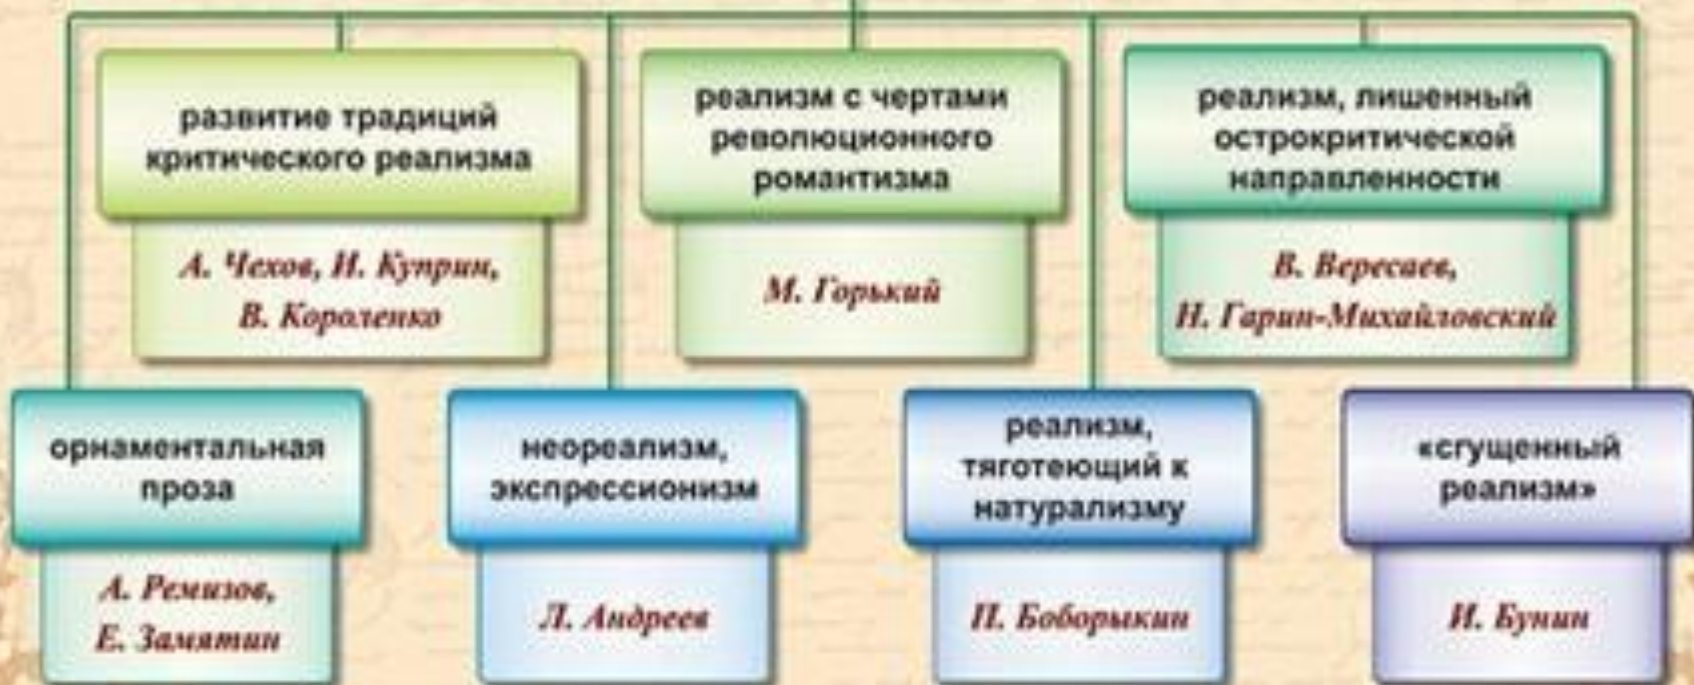 развитие традиций
критического реализма
А. Чехов, И. Куприн,
В. Короленко
реализм с чертами
революционного
романтизма
М. Горький
реализм, лишенный
острокритической
направленности
В. Вересаев,
Н. Гарин-Михайловский
орнаментальная
проза
А. Ремизов,
Е. Замятин
неореализм,
экспрессионизм
Л. Андреев
реализм,
тяготеющий к
натурализму
П. Боборыкин
«сгущенный
реализм»
И. Бунин